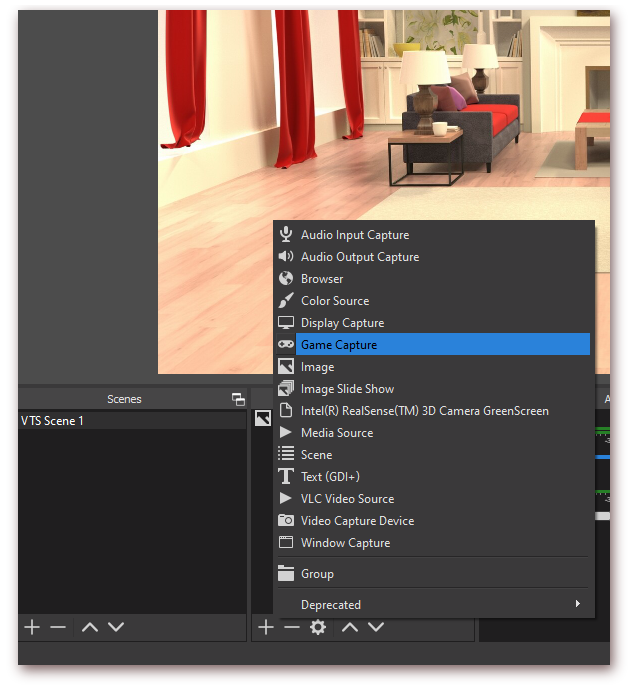 Audio Input Capture
Audio Output Capture
Browser
Color Source
Display Capture
Game Capture
Image
Image Slide Show
Intel(R) RealSense(TM) 3D Camera GreenScreen
Media Source
Scene
Text (GDI+)
VLC Video Source
Video Capture Device
Window Capture
Group
Deprecated
Scenes
VTS Scene 1